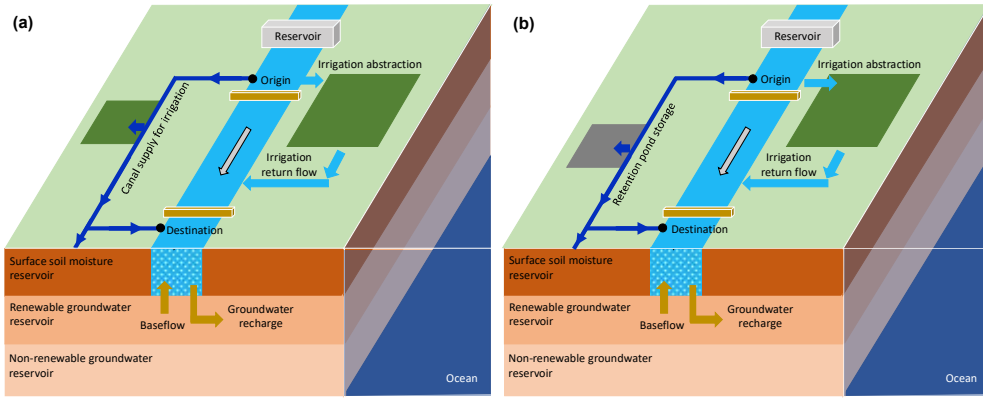 (a)
Reservoir
Irrigation abstraction
Origin
Canal supply for irrigation
Irrigation
return flow
Destination
Surface soil moisture
reservoir
Renewable groundwater
reservoir
Baseflow
Groundwater
recharge
Non-renewable groundwater
reservoir
Ocean
(b)
Reservoir
Irrigation abstraction
Origin
Retention pond storage
Irrigation
return flow
Destination
Surface soil moisture
reservoir
Renewable groundwater
reservoir
Baseflow
Groundwater
recharge
Non-renewable groundwater
reservoir
Ocean